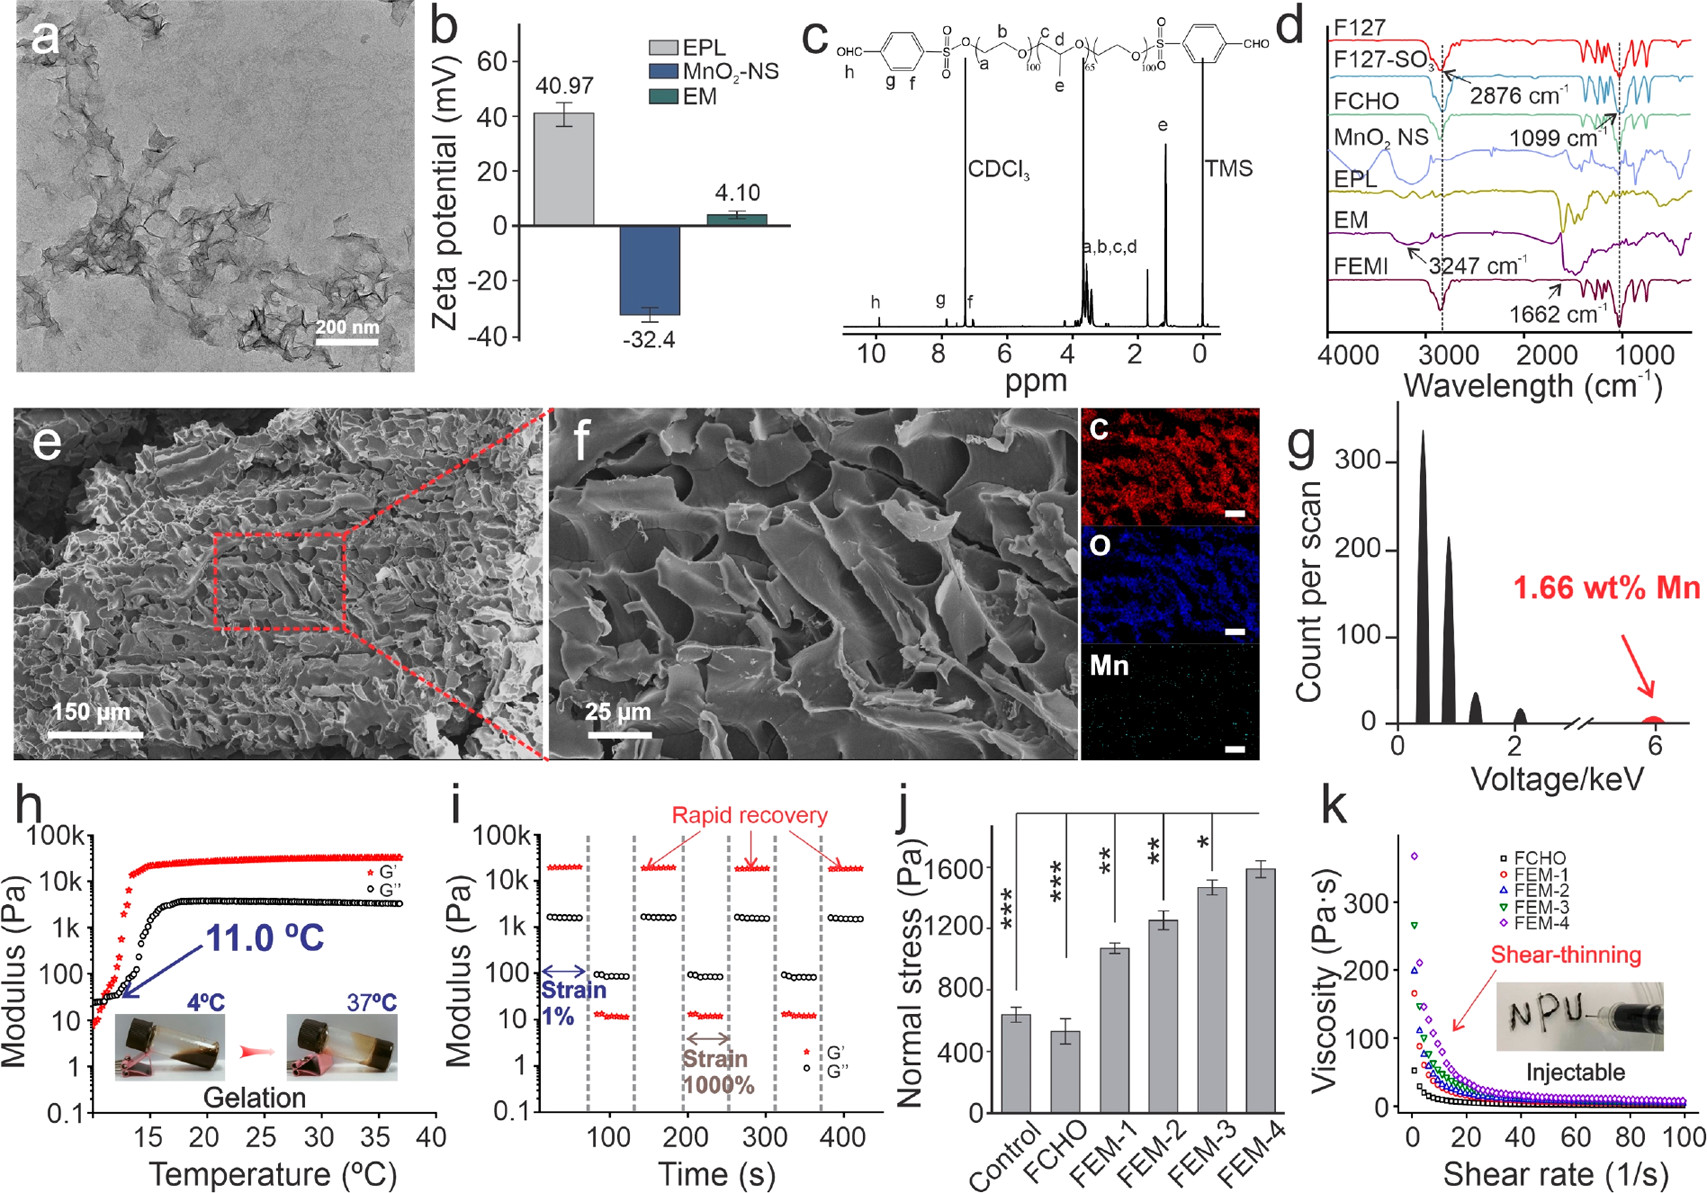 a
200 nm
b
Zeta potential (mV)
60
40
20
0
-20
-40
EPL
MnO2-NS
EM
40.97
-32.4
4.10
c
OHC
h
g
f
S
O
O
O
a
b
O
100
c
d
O
65
e
O
100
S
O
O
CHO
h
g
CDCl3
f
a,b,c,d
e
TMS
10
8
6
4
2
0
ppm
d
F127
F127-SO3
2876 cm-1
FCHO
1099 cm-1
MnO2 NS
EPL
EM
3247 cm-1
FEMI
1662 cm-1
4000
3000
2000
1000
Wavelength (cm-1)
e
150 μm
f
25 μm
C
O
Mn
g
Count per scan
300
200
100
0
1.66 wt% Mn
0
2
6
Voltage/keV
h
Modulus (Pa)
100k
10k
1k
100
10
1
0.1
G'
G''
11.0 ºC
4ºC
37ºC
Gelation
15
20
25
30
35
40
Temperature (ºC)
i
Modulus (Pa)
100k
10k
1k
100
10
1
0.1
Rapid recovery
Strain
1%
Strain
1000%
G'
G''
100
200
300
400
Time (s)
j
Normal stress (Pa)
1600
1200
800
400
0
****
***
**
**
*
Control
FCHO
FEM-1
FEM-2
FEM-3
FEM-4
k
Viscosity (Pa·s)
300
200
100
0
FCHO
FEM-1
FEM-2
FEM-3
FEM-4
Shear-thinning
NPU
Injectable
0
20
40
60
80
100
Shear rate (1/s)